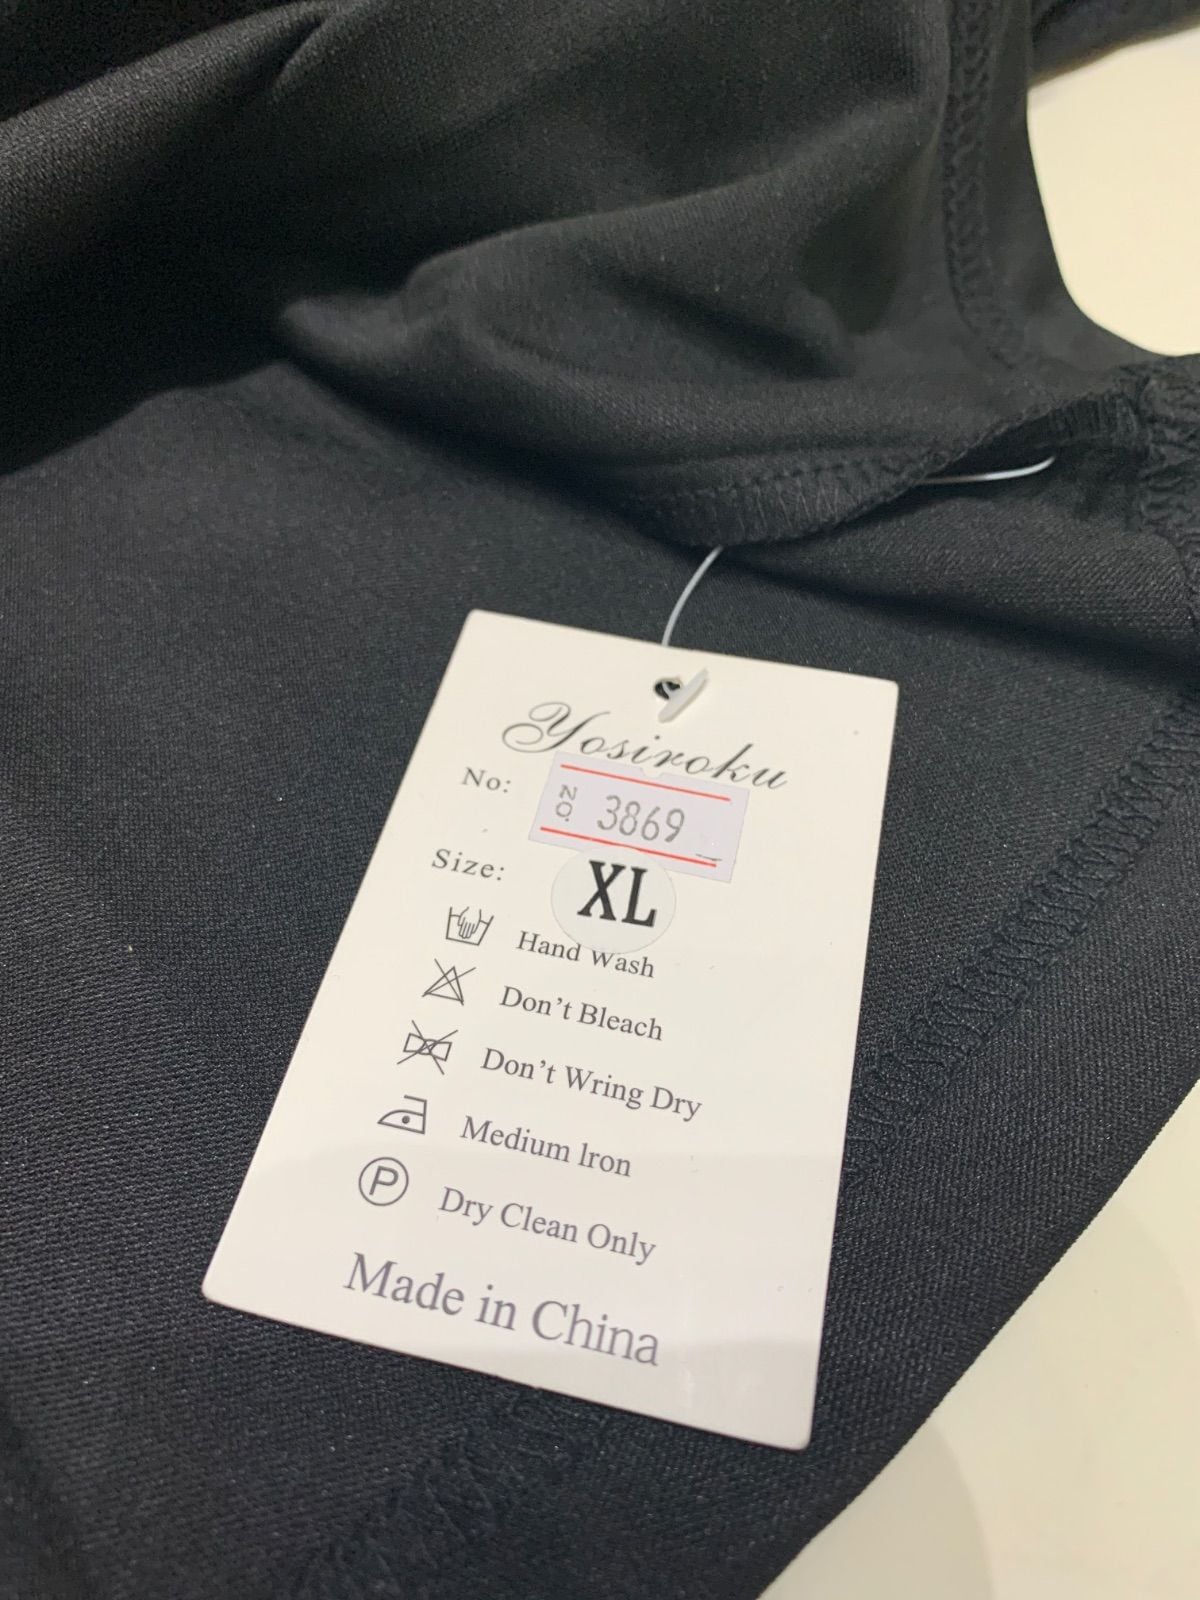 Yosiroku
No:
NO. 3869
Size: XL
Hand Wash
Don't Bleach
Don't Wring Dry
Medium lron
P Dry Clean Only
Made in China